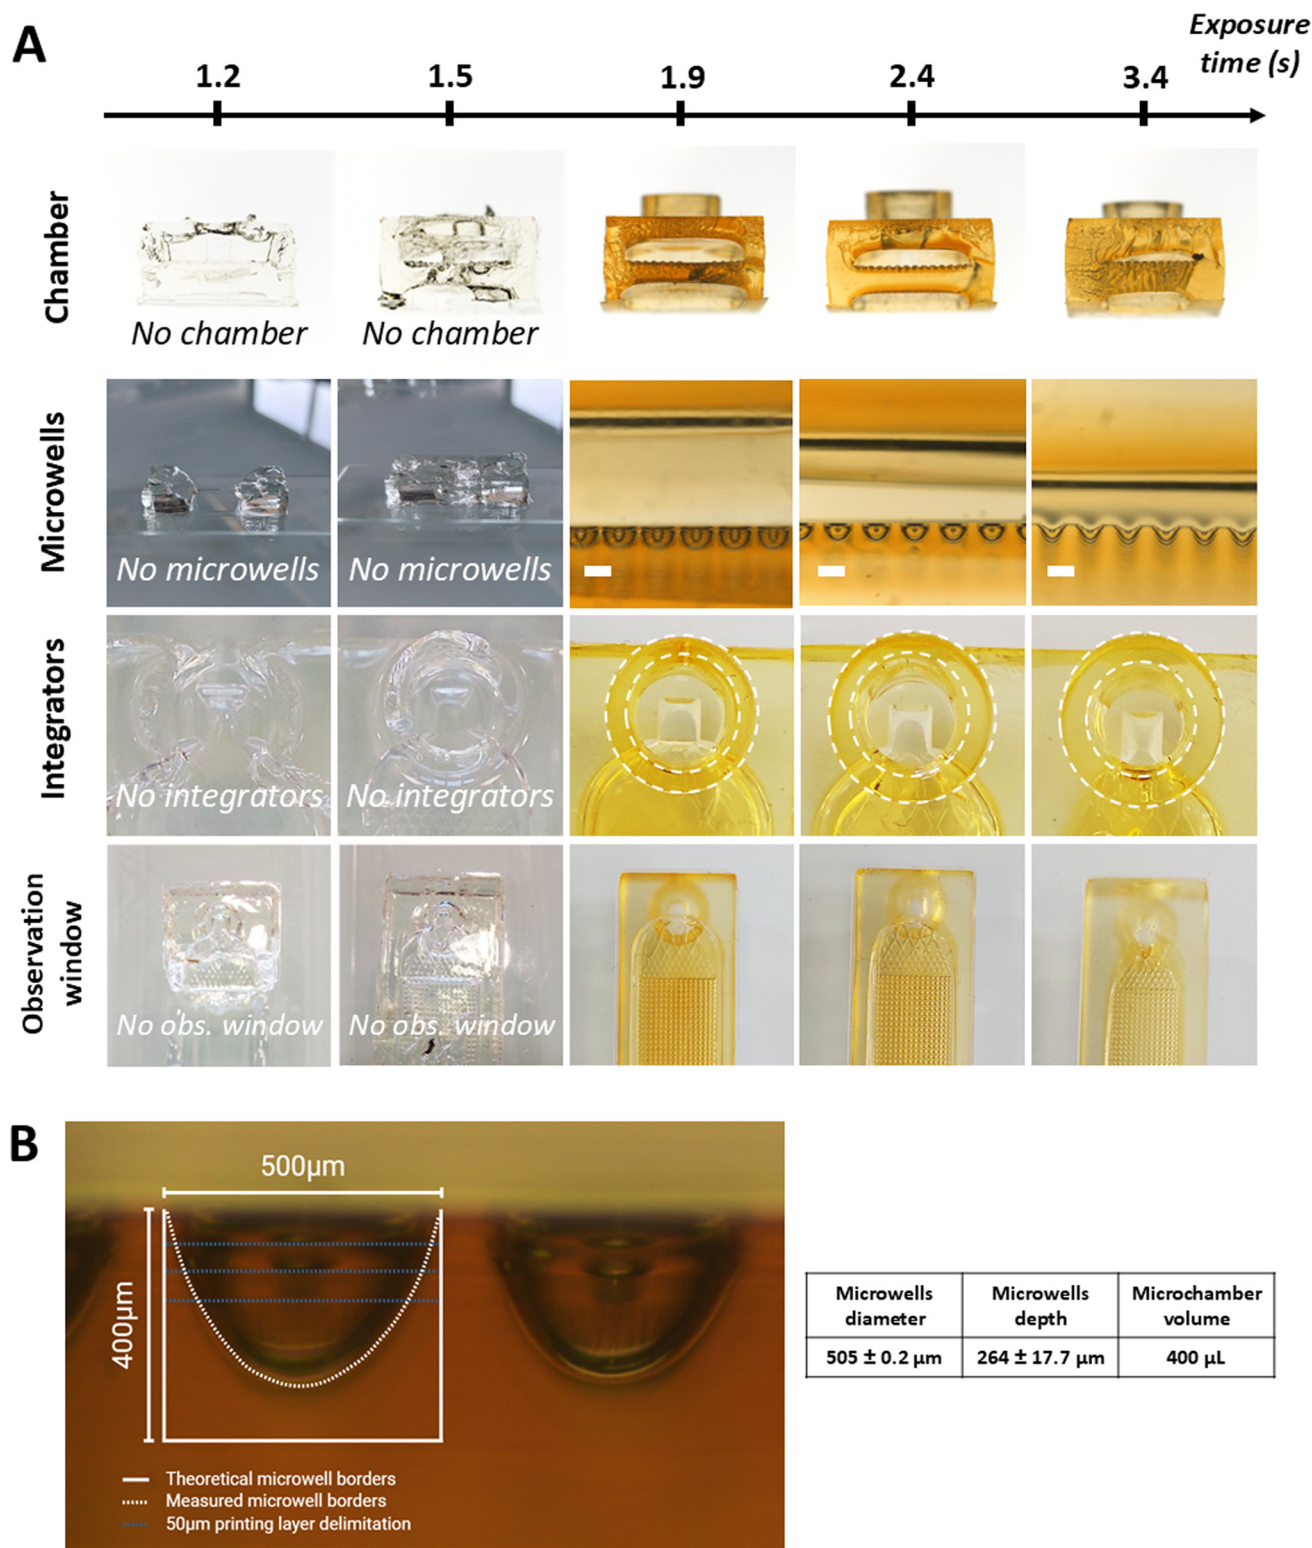 A
Exposure
time (s)
1.2
1.5
1.9
2.4
3.4
Chamber
No chamber
No chamber
Microwells
No microwells
No microwells
Integrators
No integrators
No integrators
Observation
window
No obs. window
No obs. window
B
500µm
400µm
Theoretical microwell borders
Measured microwell borders
50µm printing layer delimitation
Microwells
diameter
Microwells
depth
Microchamber
volume
505 ± 0.2 µm
264 ± 17.7 µm
400 µL